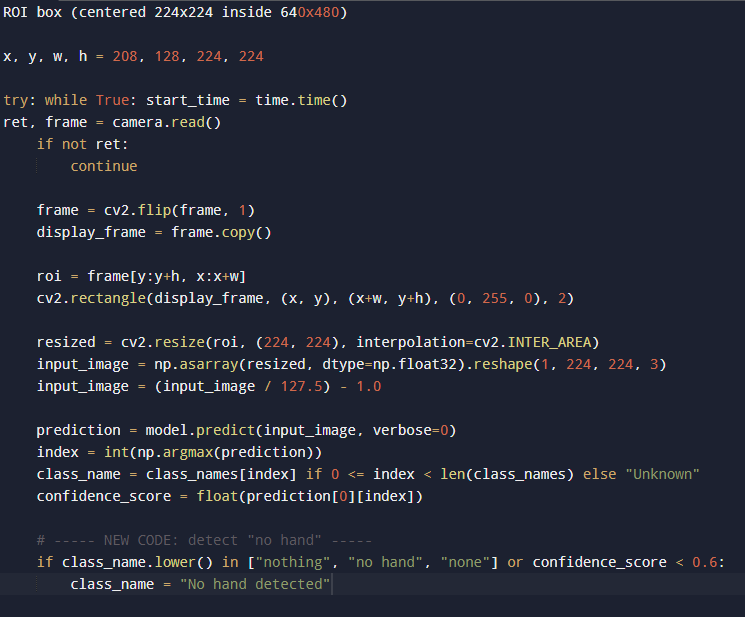 ROI box (centered 224x224 inside 640x480)
x, y, w, h = 208, 128, 224, 224
try: while True: start_time = time.time()
ret, frame = camera.read()
if not ret:
continue
frame = cv2.flip(frame, 1)
display_frame = frame.copy()
roi = frame[y:y+h, x:x+w]
cv2.rectangle(display_frame, (x, y), (x+w, y+h), (0, 255, 0), 2)
resized = cv2.resize(roi, (224, 224), interpolation=cv2.INTER_AREA)
input_image = np.asarray(resized, dtype=np.float32).reshape(1, 224, 224, 3)
input_image = (input_image / 127.5) - 1.0
prediction = model.predict(input_image, verbose=0)
index = int(np.argmax(prediction))
class_name = class_names[index] if 0 <= index < len(class_names) else "Unknown"
confidence_score = float(prediction[0][index])
# ----- NEW CODE: detect "no hand" -----
if class_name.lower() in ["nothing", "no hand", "none"] or confidence_score < 0.6:
class_name = "No hand detected"